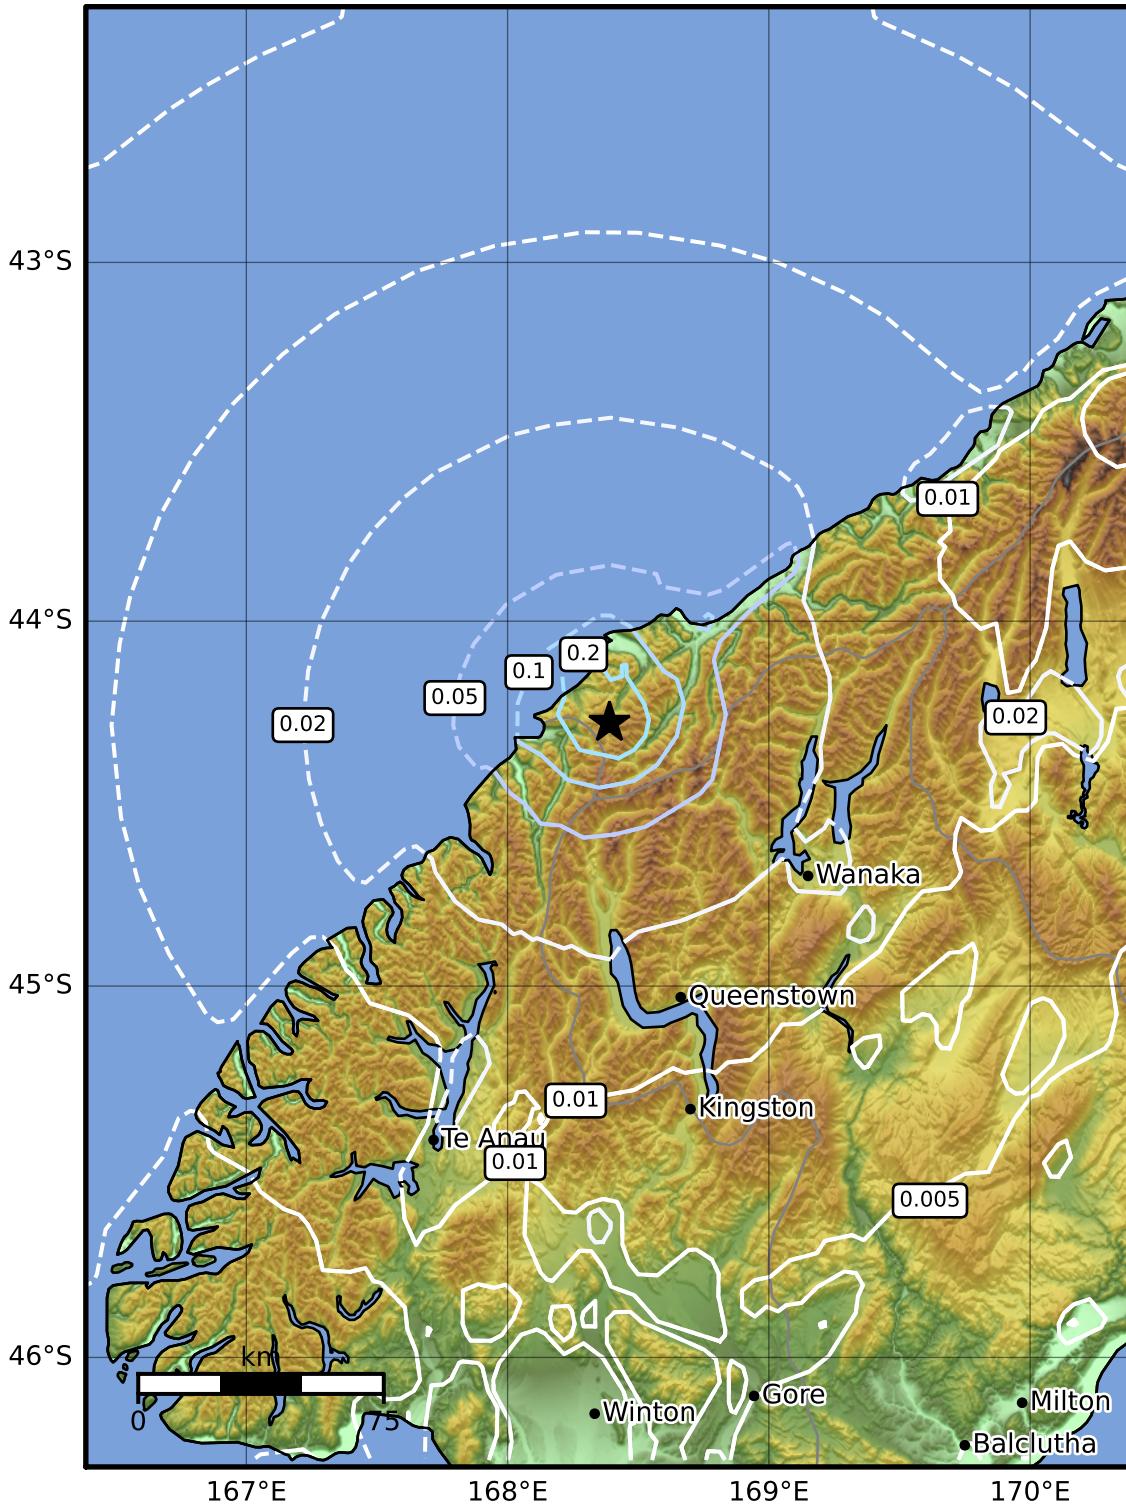 43°S
0.01
44°S
0.2
0.1
0.05
0.02
0.02
Wanaka
45°S
Queenstown
0.01
Kingston
Te Anau
0.01
0.005
46°S
km
0 75
Gore
Milton
Winton
Balclutha
167°E 168°E 169°E 170°E